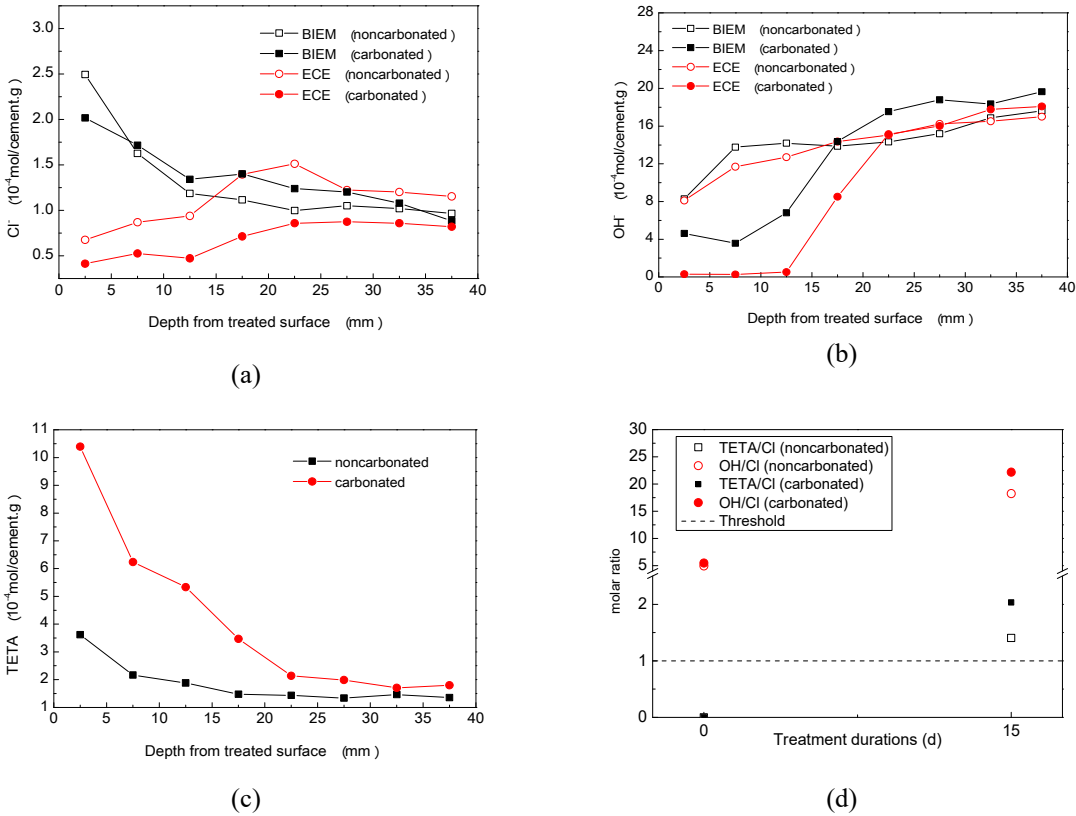 3.0
2.5
2.0
1.5
1.0
0.5
Cl⁻ (10⁻⁴mol/cement.g)
BIEM (noncarbonated)
BIEM (carbonated)
ECE (noncarbonated)
ECE (carbonated)
0 5 10 15 20 25 30 35 40
Depth from treated surface (mm)
(a)
28
24
20
16
12
8
4
0
OH⁻ (10⁻⁴mol/cement.g)
BIEM (noncarbonated)
BIEM (carbonated)
ECE (noncarbonated)
ECE (carbonated)
0 5 10 15 20 25 30 35 40
Depth from treated surface (mm)
(b)
11
10
9
8
7
6
5
4
3
2
1
TETA (10⁻⁴mol/cement.g)
noncarbonated
carbonated
0 5 10 15 20 25 30 35 40
Depth from treated surface (mm)
(c)
30
25
20
15
10
5
2
1
0
molar ratio
TETA/Cl (noncarbonated)
OH/Cl (noncarbonated)
TETA/Cl (carbonated)
OH/Cl (carbonated)
Threshold
0 15
Treatment durations (d)
(d)